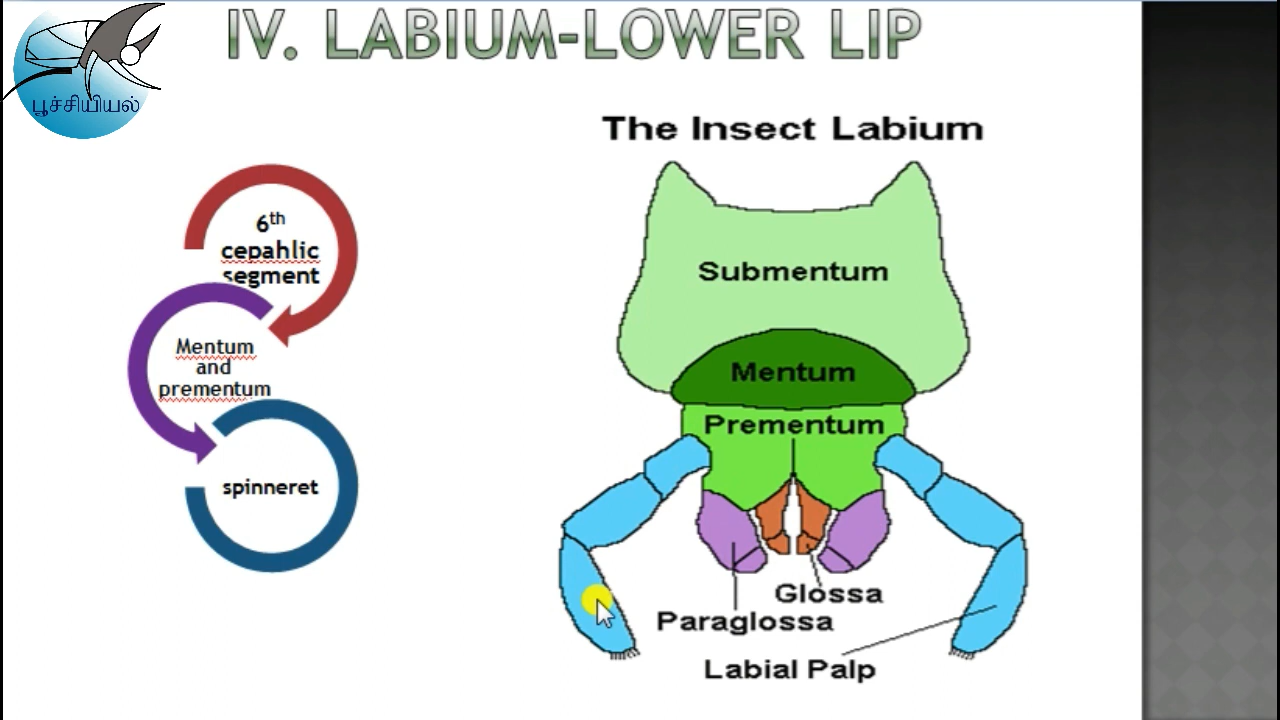 IV. LABIUM-LOWER LIP
பூச்சியியல்
The Insect Labium
6th
cepahlic
segment
Mentum
and
prementum
spinneret
Submentum
Mentum
Prementum
Glossa
Paraglossa
Labial Palp